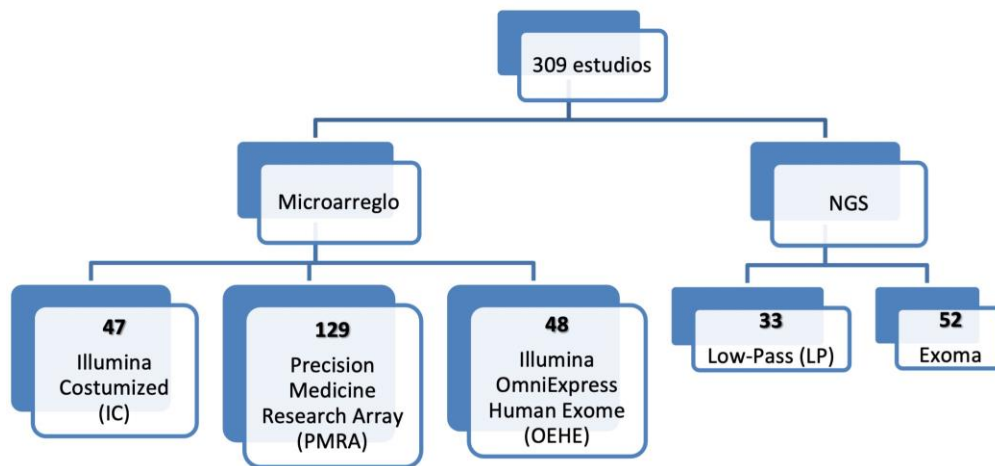 309 estudios
Microarreglo
NGS
47
Illumina
Costumized
(IC)
129
Precision
Medicine
Research Array
(PMRA)
48
Illumina
OmniExpress
Human Exome
(OEHE)
33
Low-Pass (LP)
52
Exoma